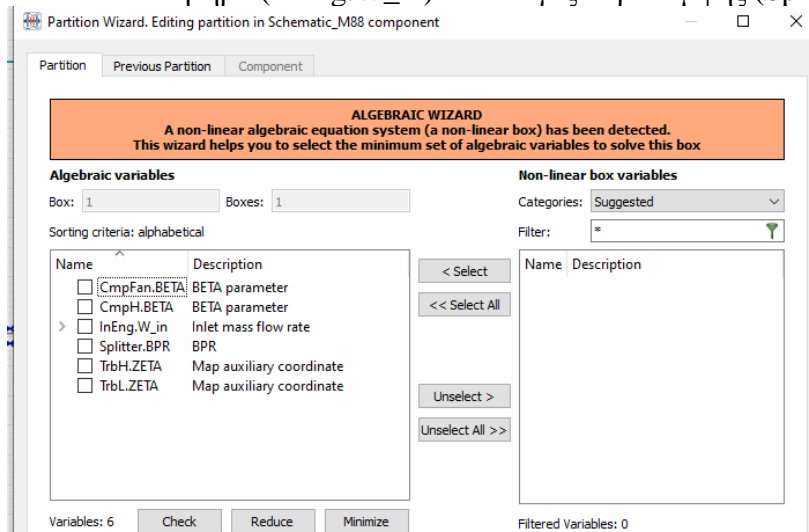 Partition Wizard. Editing partition in Schematic_M88 component
Partition Previous Partition Component
ALGEBRAIC WIZARD
A non-linear algebraic equation system (a non-linear box) has been detected.
This wizard helps you to select the minimum set of algebraic variables to solve this box
Algebraic variables Non-linear box variables
Box: 1 Boxes: 1 Categories: Suggested
Sorting criteria: alphabetical Filter: *
Name Description < Select Name Description
CmpFan.BETA BETA parameter
CmpH.BETA BETA parameter << Select All
InEng.W_in Inlet mass flow rate
Splitter.BPR BPR
TrbH.ZETA Map auxiliary coordinate
TrbL.ZETA Map auxiliary coordinate
Unselect >
Unselect All >>
Variables: 6 Check Reduce Minimize Filtered Variables: 0